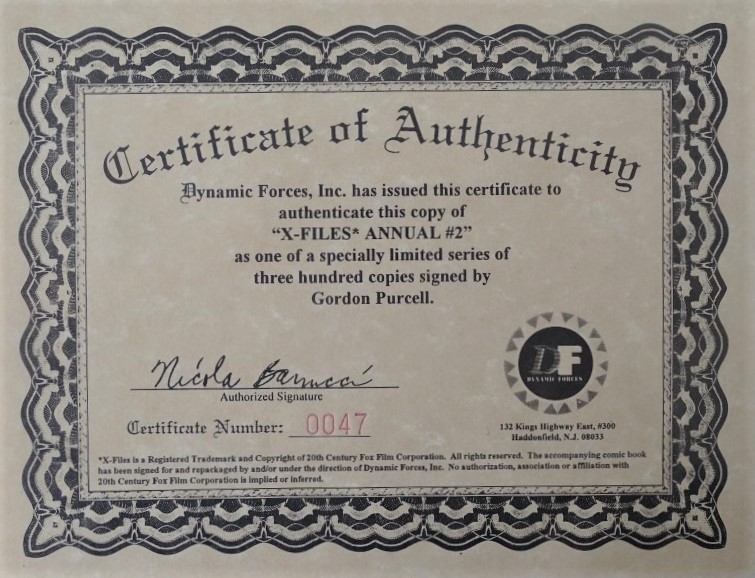 Certificate of Authenticity
Dynamic Forces, Inc. has issued this certificate to
authenticate this copy of
“X-FILES* ANNUAL #2”
as one of a specially limited series of
three hundred copies signed by
Gordon Purcell.
Nicola Barrucci
Authorized Signature
Certificate Number: 0047
DF
DYNAMIC FORCES
132 Kings Highway East, #300
Haddonfield, N.J. 08033
*X-Files is a Registered Trademark and Copyright of 20th Century Fox Film Corporation. All rights reserved. The accompanying comic book
has been signed for and repackaged by and/or under the direction of Dynamic Forces, Inc. No authorization, association or affiliation with
20th Century Fox Film Corporation is implied or inferred.